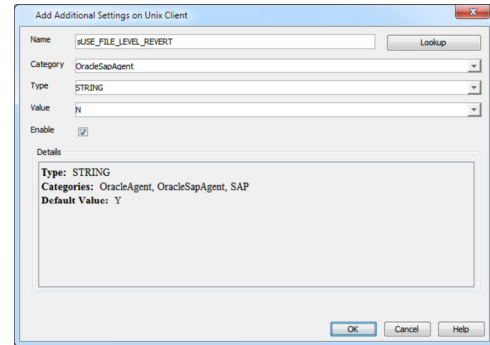 Add Additional Settings on Unix Client
Name sUSE_FILE_LEVEL_REVERT Lookup
Category OracleSapAgent
Type STRING
Value N
Enable
Details
Type: STRING
Categories: OracleAgent, OracleSapAgent, SAP
Default Value: Y
OK Cancel Help